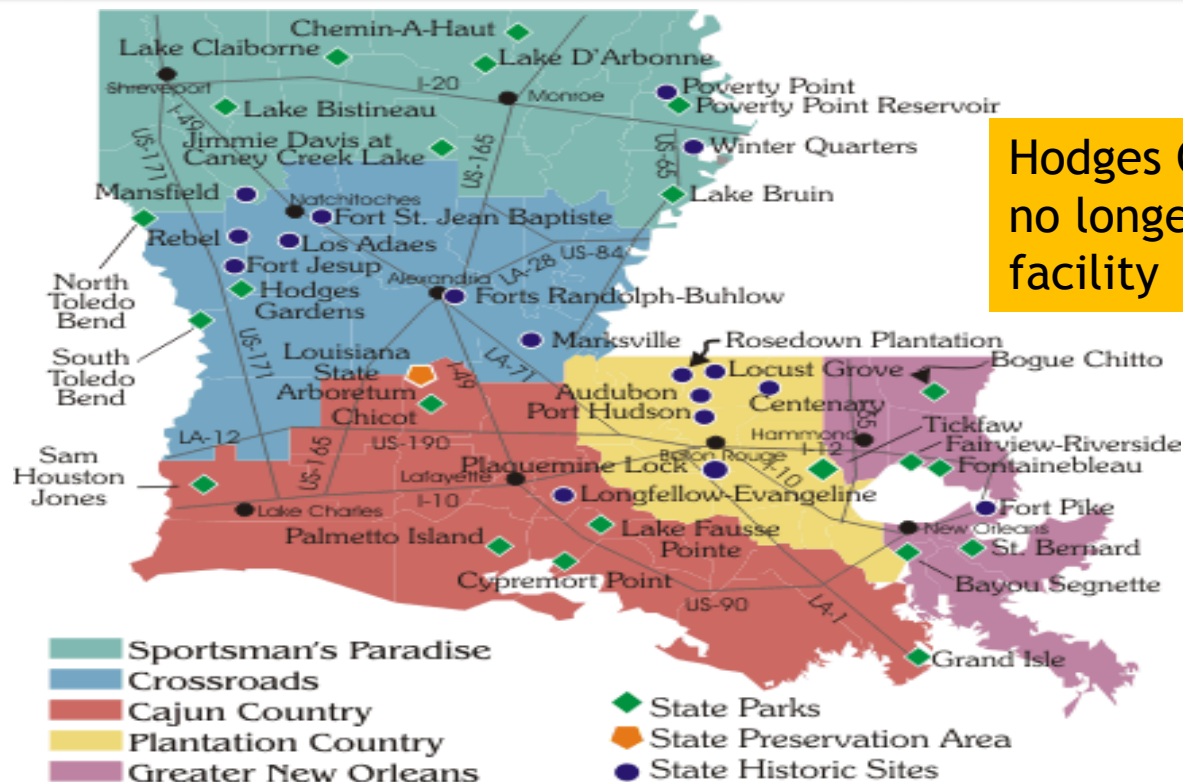 Chemin-A-Haut
Lake Claiborne
Lake D'Arbonne
Shreveport
I-20
Monroe
Poverty Point
Poverty Point Reservoir
I-49
Lake Bistineau
US-171
Jimmie Davis at
Caney Creek Lake
US-165
US-65
Winter Quarters
Hodges
no longe
facility
Mansfield
Natchitoches
Lake Bruin
Fort St. Jean Baptiste
Rebel
Los Adaes
LA-28
US-84
Fort Jesup
Alexandria
North
Toledo
Bend
Hodges
Gardens
Forts Randolph-Buhlow
South
Toledo
Bend
US-171
Marksville
Rosedown Plantation
Louisiana
State
Arboretum
I-49
LA-71
Locust Grove
Bogue Chitto
Chicot
Audubon
Port Hudson
Centenary
Tickfaw
LA-12
US-165
US-190
Baton Rouge
Hammond
I-12
Fairview-Riverside
Sam
Houston
Jones
Lafayette
Plaquemine Lock
I-10
Fontainebleau
I-10
Longfellow-Evangeline
Fort Pike
Lake Charles
New Orleans
Palmetto Island
Lake Fausse
Pointe
St. Bernard
Cypremort Point
Bayou Segnette
US-90
LA-1
Grand Isle
Sportsman's Paradise
Crossroads
Cajun Country
Plantation Country
Greater New Orleans
State Parks
State Preservation Area
State Historic Sites